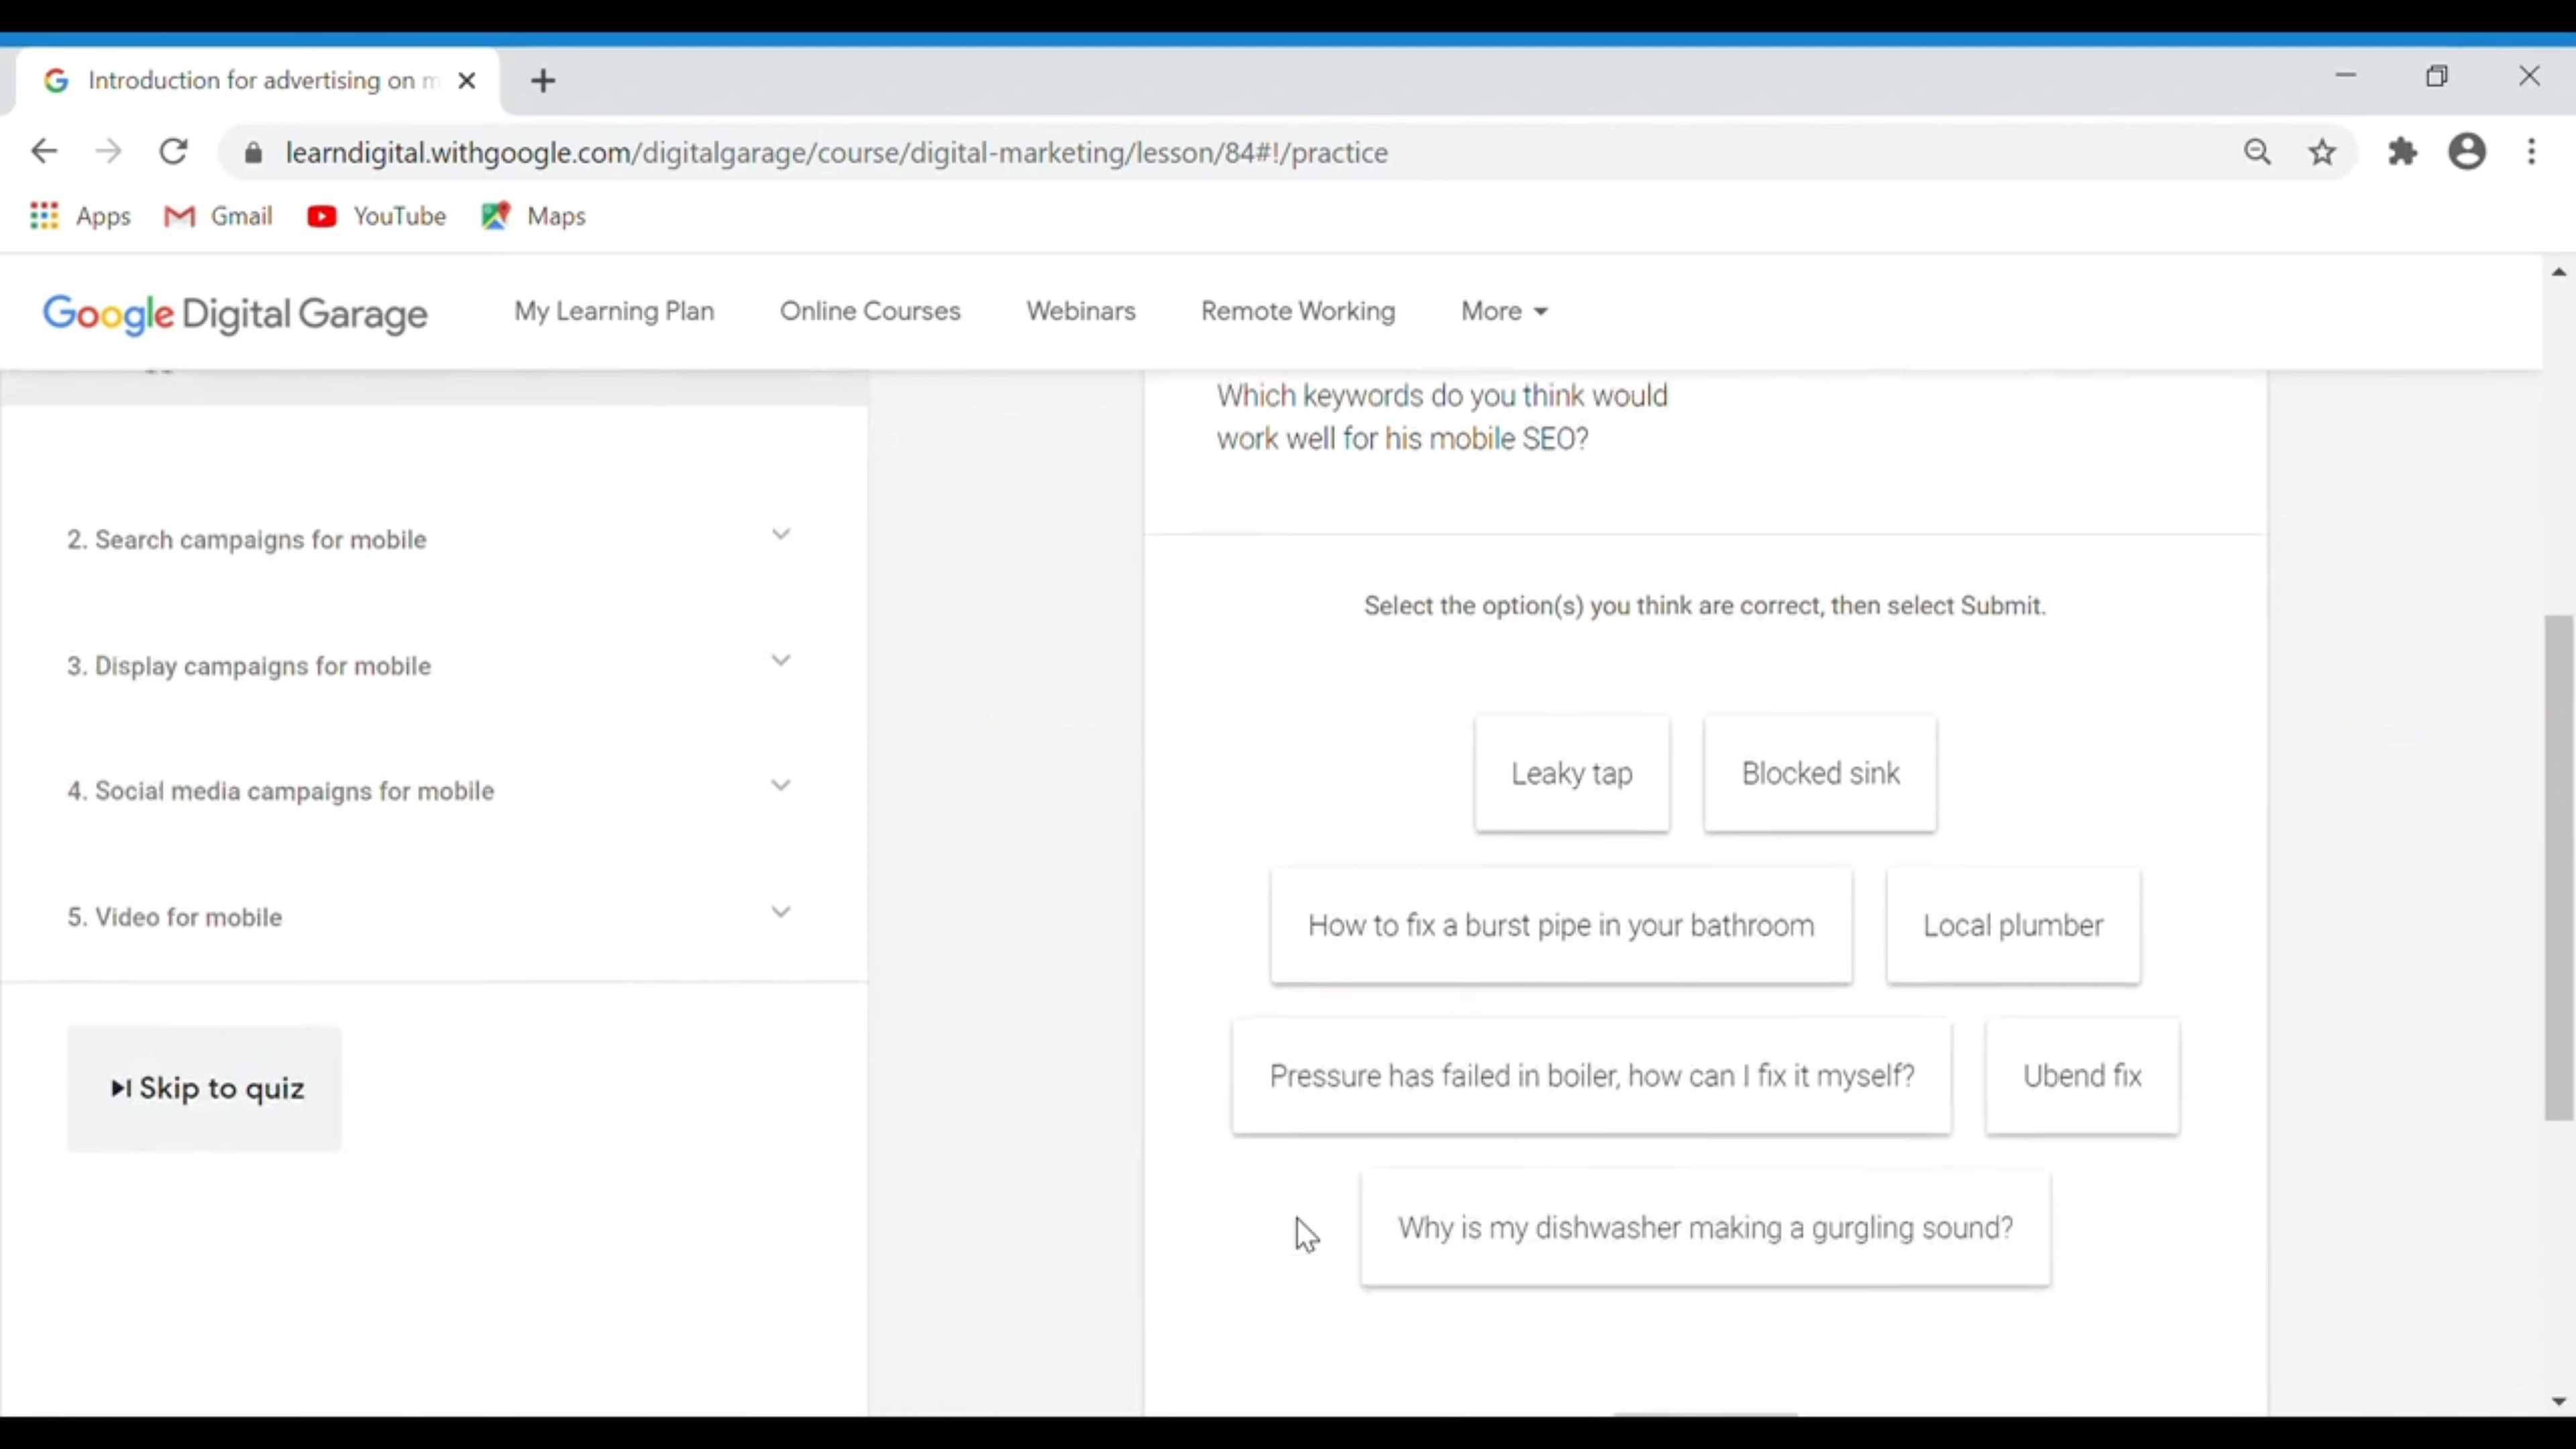 Introduction for advertising on m
learndigital.withgoogle.com/digitalgarage/course/digital-marketing/lesson/84#!/practice
Apps Gmail YouTube Maps
Google Digital Garage My Learning Plan Online Courses Webinars Remote Working More
Which keywords do you think would
work well for his mobile SEO?
2. Search campaigns for mobile
3. Display campaigns for mobile
4. Social media campaigns for mobile
5. Video for mobile
Skip to quiz
Select the option(s) you think are correct, then select Submit.
Leaky tap Blocked sink
How to fix a burst pipe in your bathroom Local plumber
Pressure has failed in boiler, how can I fix it myself? Ubend fix
Why is my dishwasher making a gurgling sound?